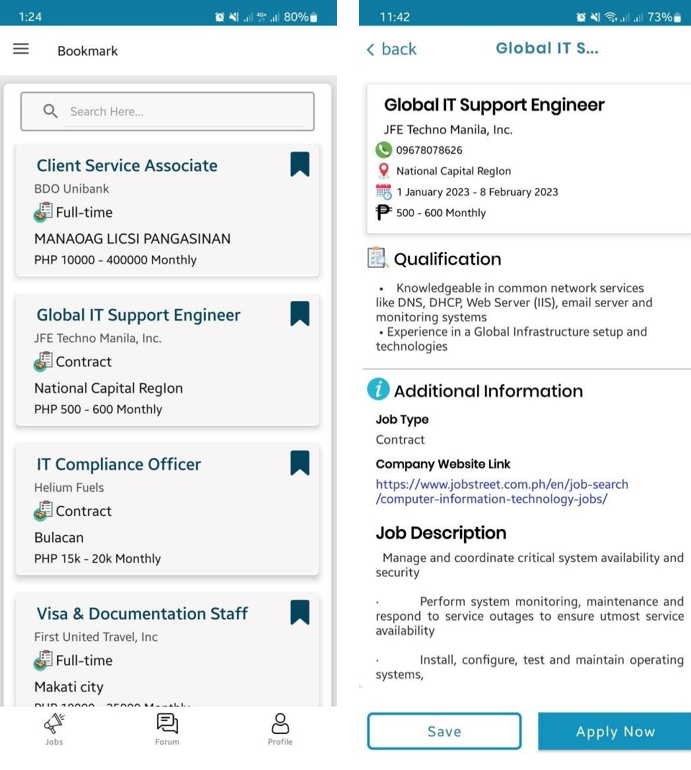 1:24
80%
Bookmark
Search Here...
Client Service Associate
BDO Unibank
Full-time
MANAOAG LICSI PANGASINAN
PHP 10000 - 400000 Monthly
Global IT Support Engineer
JFE Techno Manila, Inc.
Contract
National Capital RegIon
PHP 500 - 600 Monthly
IT Compliance Officer
Helium Fuels
Contract
Bulacan
PHP 15k - 20k Monthly
Visa & Documentation Staff
First United Travel, Inc
Full-time
Makati city
Jobs
Forum
Profile
11:42
73%
back
Global IT S...
Global IT Support Engineer
JFE Techno Manila, Inc.
09678078626
National Capital RegIon
1 January 2023 - 8 February 2023
500 - 600 Monthly
Qualification
• Knowledgeable in common network services
like DNS, DHCP, Web Server (IIS), email server and
monitoring systems
• Experience in a Global Infrastructure setup and
technologies
Additional Information
Job Type
Contract
Company Website Link
https://www.jobstreet.com.ph/en/job-search
/computer-information-technology-jobs/
Job Description
Manage and coordinate critical system availability and
security
· Perform system monitoring, maintenance and
respond to service outages to ensure utmost service
availability
· Install, configure, test and maintain operating
systems,
Save
Apply Now